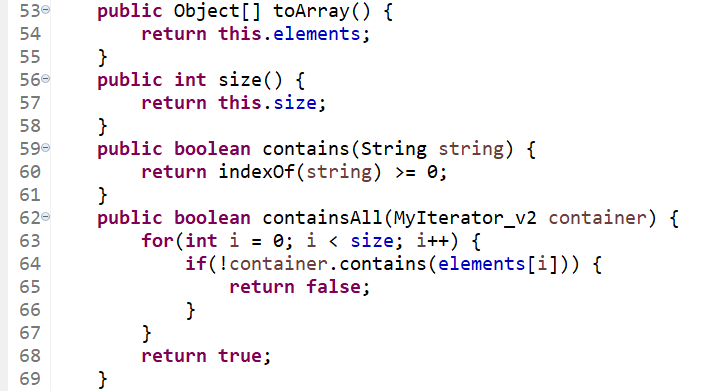 53 public Object[] toArray() {
54 return this.elements;
55 }
56 public int size() {
57 return this.size;
58 }
59 public boolean contains(String string) {
60 return indexOf(string) >= 0;
61 }
62 public boolean containsAll(MyIterator_v2 container) {
63 for(int i = 0; i < size; i++) {
64 if(!container.contains(elements[i])) {
65 return false;
66 }
67 }
68 return true;
69 }